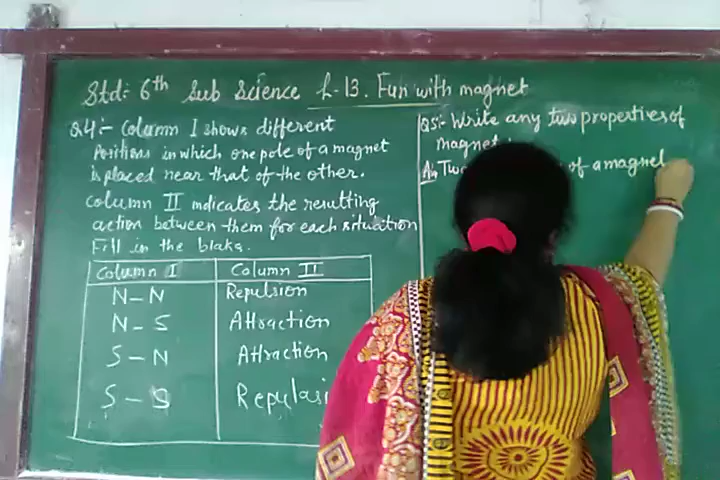 Std:- 6th Sub Science L-13. Fun with magnet
Q4:- Column I shows different
Positions in which one pole of a magnet
is placed near that of the other.
Column II indicates the resulting
action between them for each situation
Fill in the blaks.
Column I Column II
N-N Repulsion
N-S Attraction
S-N Attraction
S-S Repulsi
Q5:- Write any two properties of
magnet
A:- Two of a magnet